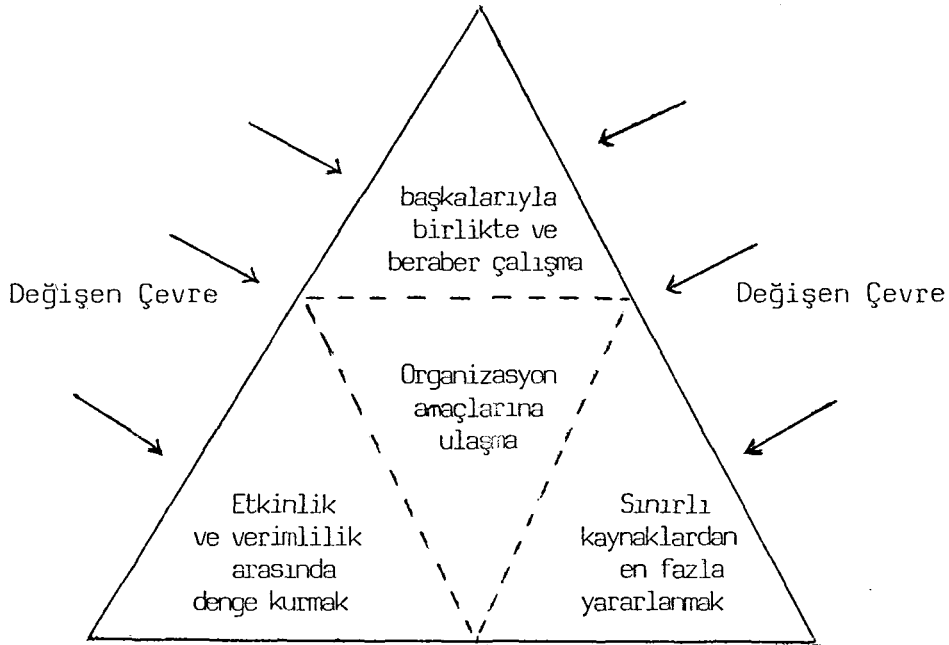 başkalarıyla
birlikte ve
beraber çalışma
Değişen Çevre
Değişen Çevre
Organizasyon
amaçlarına
ulaşma
Etkinlik
ve verimlilik
arasında
denge kurmak
Sınırlı
kaynaklardan
en fazla
yararlanmak